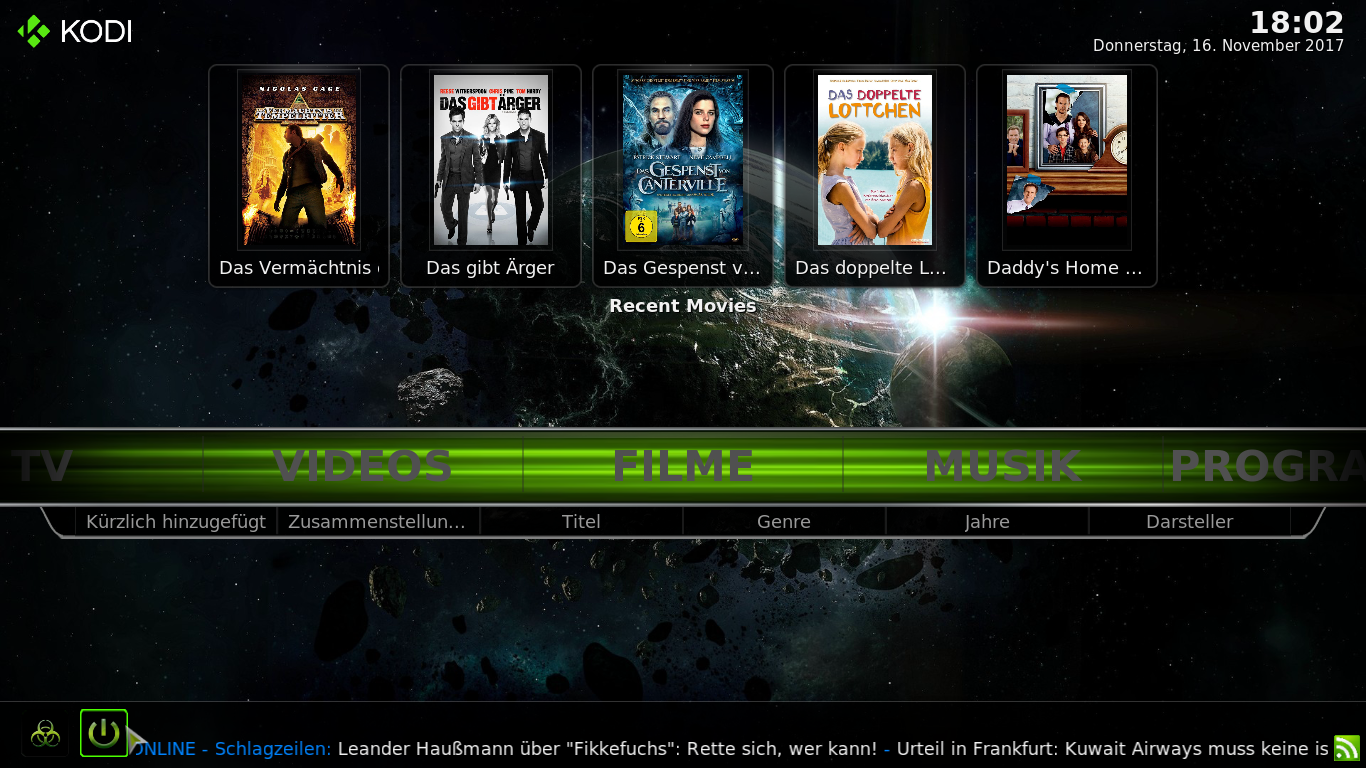 KODI
18:02
Donnerstag, 16. November 2017
NICOLAS CAGE
TEMPELRITTER
REESE WITHERSPOON CHRIS PINE TOM HARDY
DAS GIBT ÄRGER
PATRICK STEWART NEVE CAMPBELL
DAS GESPENST VON
CANTERVILLE
6
DAS DOPPELTE
LOTTCHEN
Das Vermächtnis
Das gibt Ärger
Das Gespenst v...
Das doppelte L...
Daddy's Home ...
Recent Movies
TV
VIDEOS
FILME
MUSIK
PROGRA
Kürzlich hinzugefügt
Zusammenstellun...
Titel
Genre
Jahre
Darsteller
ONLINE - Schlagzeilen: Leander Haußmann über "Fikkefuchs": Rette sich, wer kann! - Urteil in Frankfurt: Kuwait Airways muss keine is